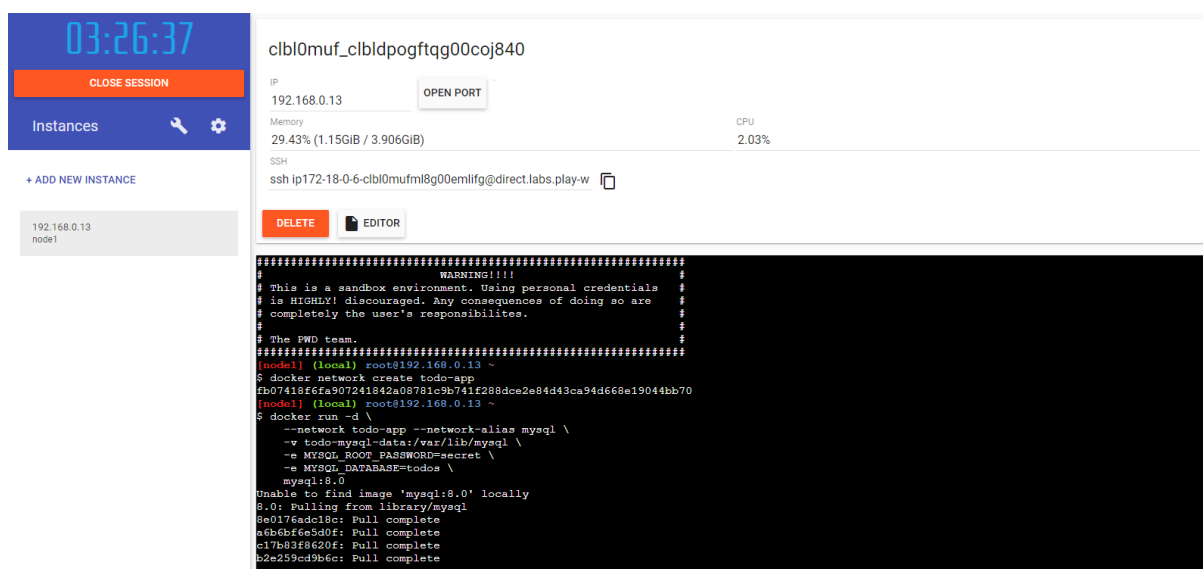 03:26:37
CLOSE SESSION
Instances
+ ADD NEW INSTANCE
192.168.0.13
node1
clbl0muf_clbldpogftqg00coj840
IP
192.168.0.13
OPEN PORT
Memory
29.43% (1.15GiB / 3.906GiB)
CPU
2.03%
SSH
ssh ip172-18-0-6-clbl0mufml8g00emlifg@direct.labs.play-w
DELETE
EDITOR
###############################################################
#                          WARNING!!!!                        #
# This is a sandbox environment. Using personal credentials   #
# is HIGHLY! discouraged. Any consequences of doing so are    #
# completely the user's responsibilites.                      #
#                                                             #
# The PWD team.                                               #
###############################################################
[node1] (local) root@192.168.0.13 ~
$ docker network create todo-app
fb07418f6fa907241842a08781c9b741f288dce2e84d43ca94d668e19044bb70
[node1] (local) root@192.168.0.13 ~
$ docker run -d \
    --network todo-app --network-alias mysql \
    -v todo-mysql-data:/var/lib/mysql \
    -e MYSQL_ROOT_PASSWORD=secret \
    -e MYSQL_DATABASE=todos \
    mysql:8.0
Unable to find image 'mysql:8.0' locally
8.0: Pulling from library/mysql
8e0176adc18c: Pull complete
a6b6bf6e5d0f: Pull complete
c17b83f8620f: Pull complete
b2e259cd9b6c: Pull complete